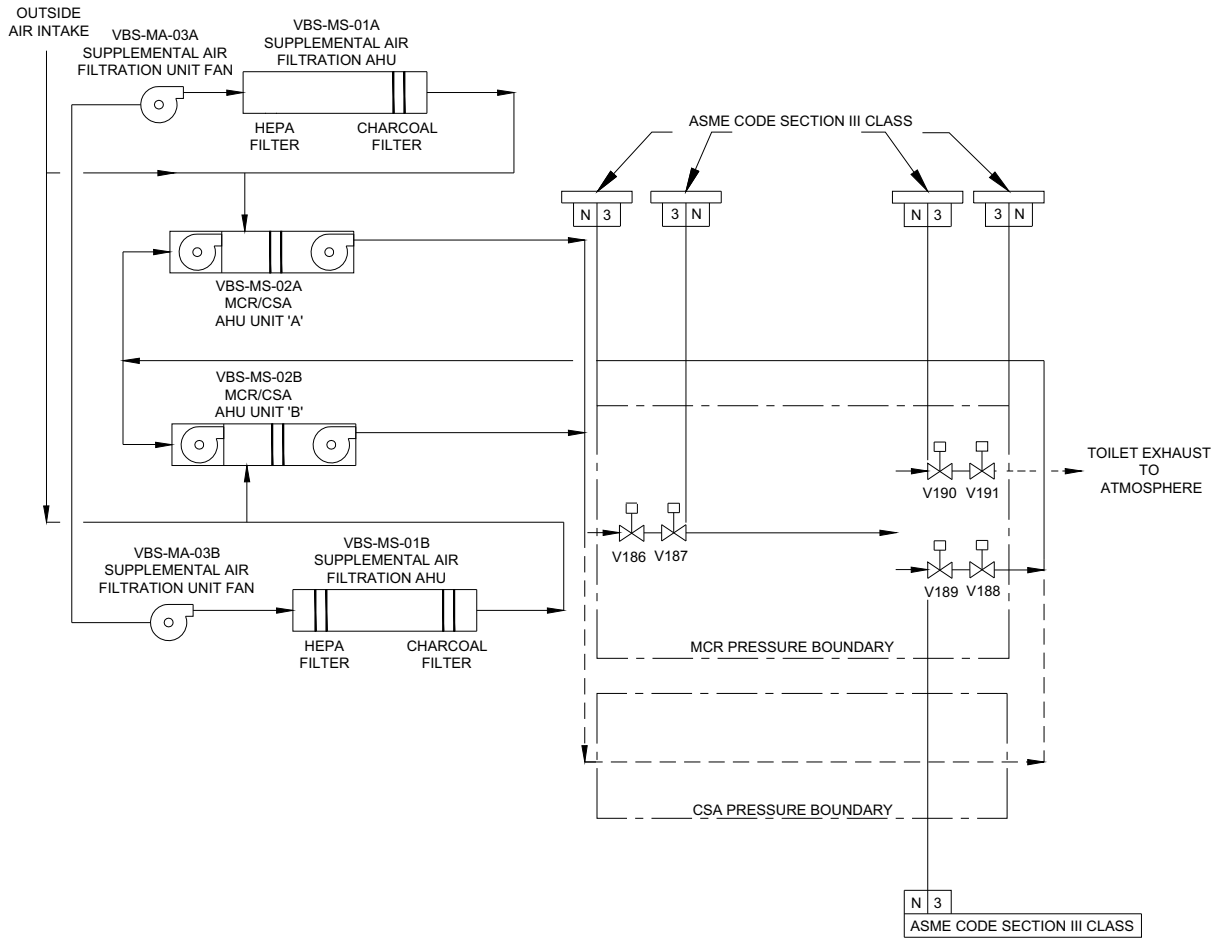 OUTSIDE
AIR INTAKE
VBS-MA-03A
SUPPLEMENTAL AIR
FILTRATION UNIT FAN
VBS-MS-01A
SUPPLEMENTAL AIR
FILTRATION AHU
HEPA
FILTER
CHARCOAL
FILTER
ASME CODE SECTION III CLASS
N 3
3 N
N 3
3 N
VBS-MS-02A
MCR/CSA
AHU UNIT 'A'
VBS-MS-02B
MCR/CSA
AHU UNIT 'B'
V190 V191
TOILET EXHAUST
TO
ATMOSPHERE
V186 V187
V189 V188
VBS-MA-03B
SUPPLEMENTAL AIR
FILTRATION UNIT FAN
VBS-MS-01B
SUPPLEMENTAL AIR
FILTRATION AHU
HEPA
FILTER
CHARCOAL
FILTER
MCR PRESSURE BOUNDARY
CSA PRESSURE BOUNDARY
N 3
ASME CODE SECTION III CLASS